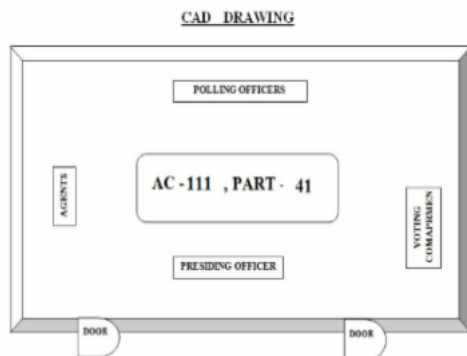 CAD DRAWING
POLLING OFFICERS
AGENTS
AC -111 , PART - 41
VOTING
COMAPRMEN
PRESIDING OFFICER
DOOR
DOOR